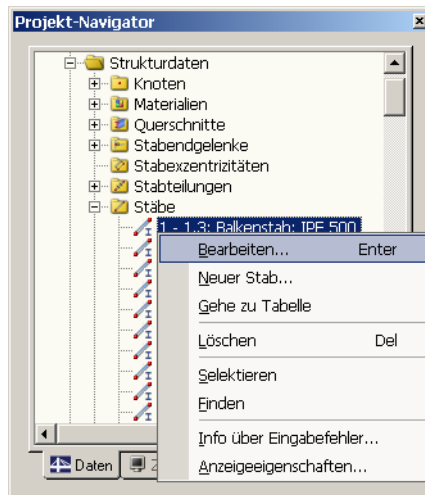 Projekt-Navigator
Strukturdaten
Knoten
Materialien
Querschnitte
Stabendgelenke
Stabexzentrizitäten
Stabteilungen
Stäbe
1 - 1.3: Balkenstab: IPE 500
Bearbeiten... Enter
Neuer Stab...
Gehe zu Tabelle
Löschen Del
Selektieren
Finden
Info über Eingabefehler...
Anzeigeeigenschaften...
Daten